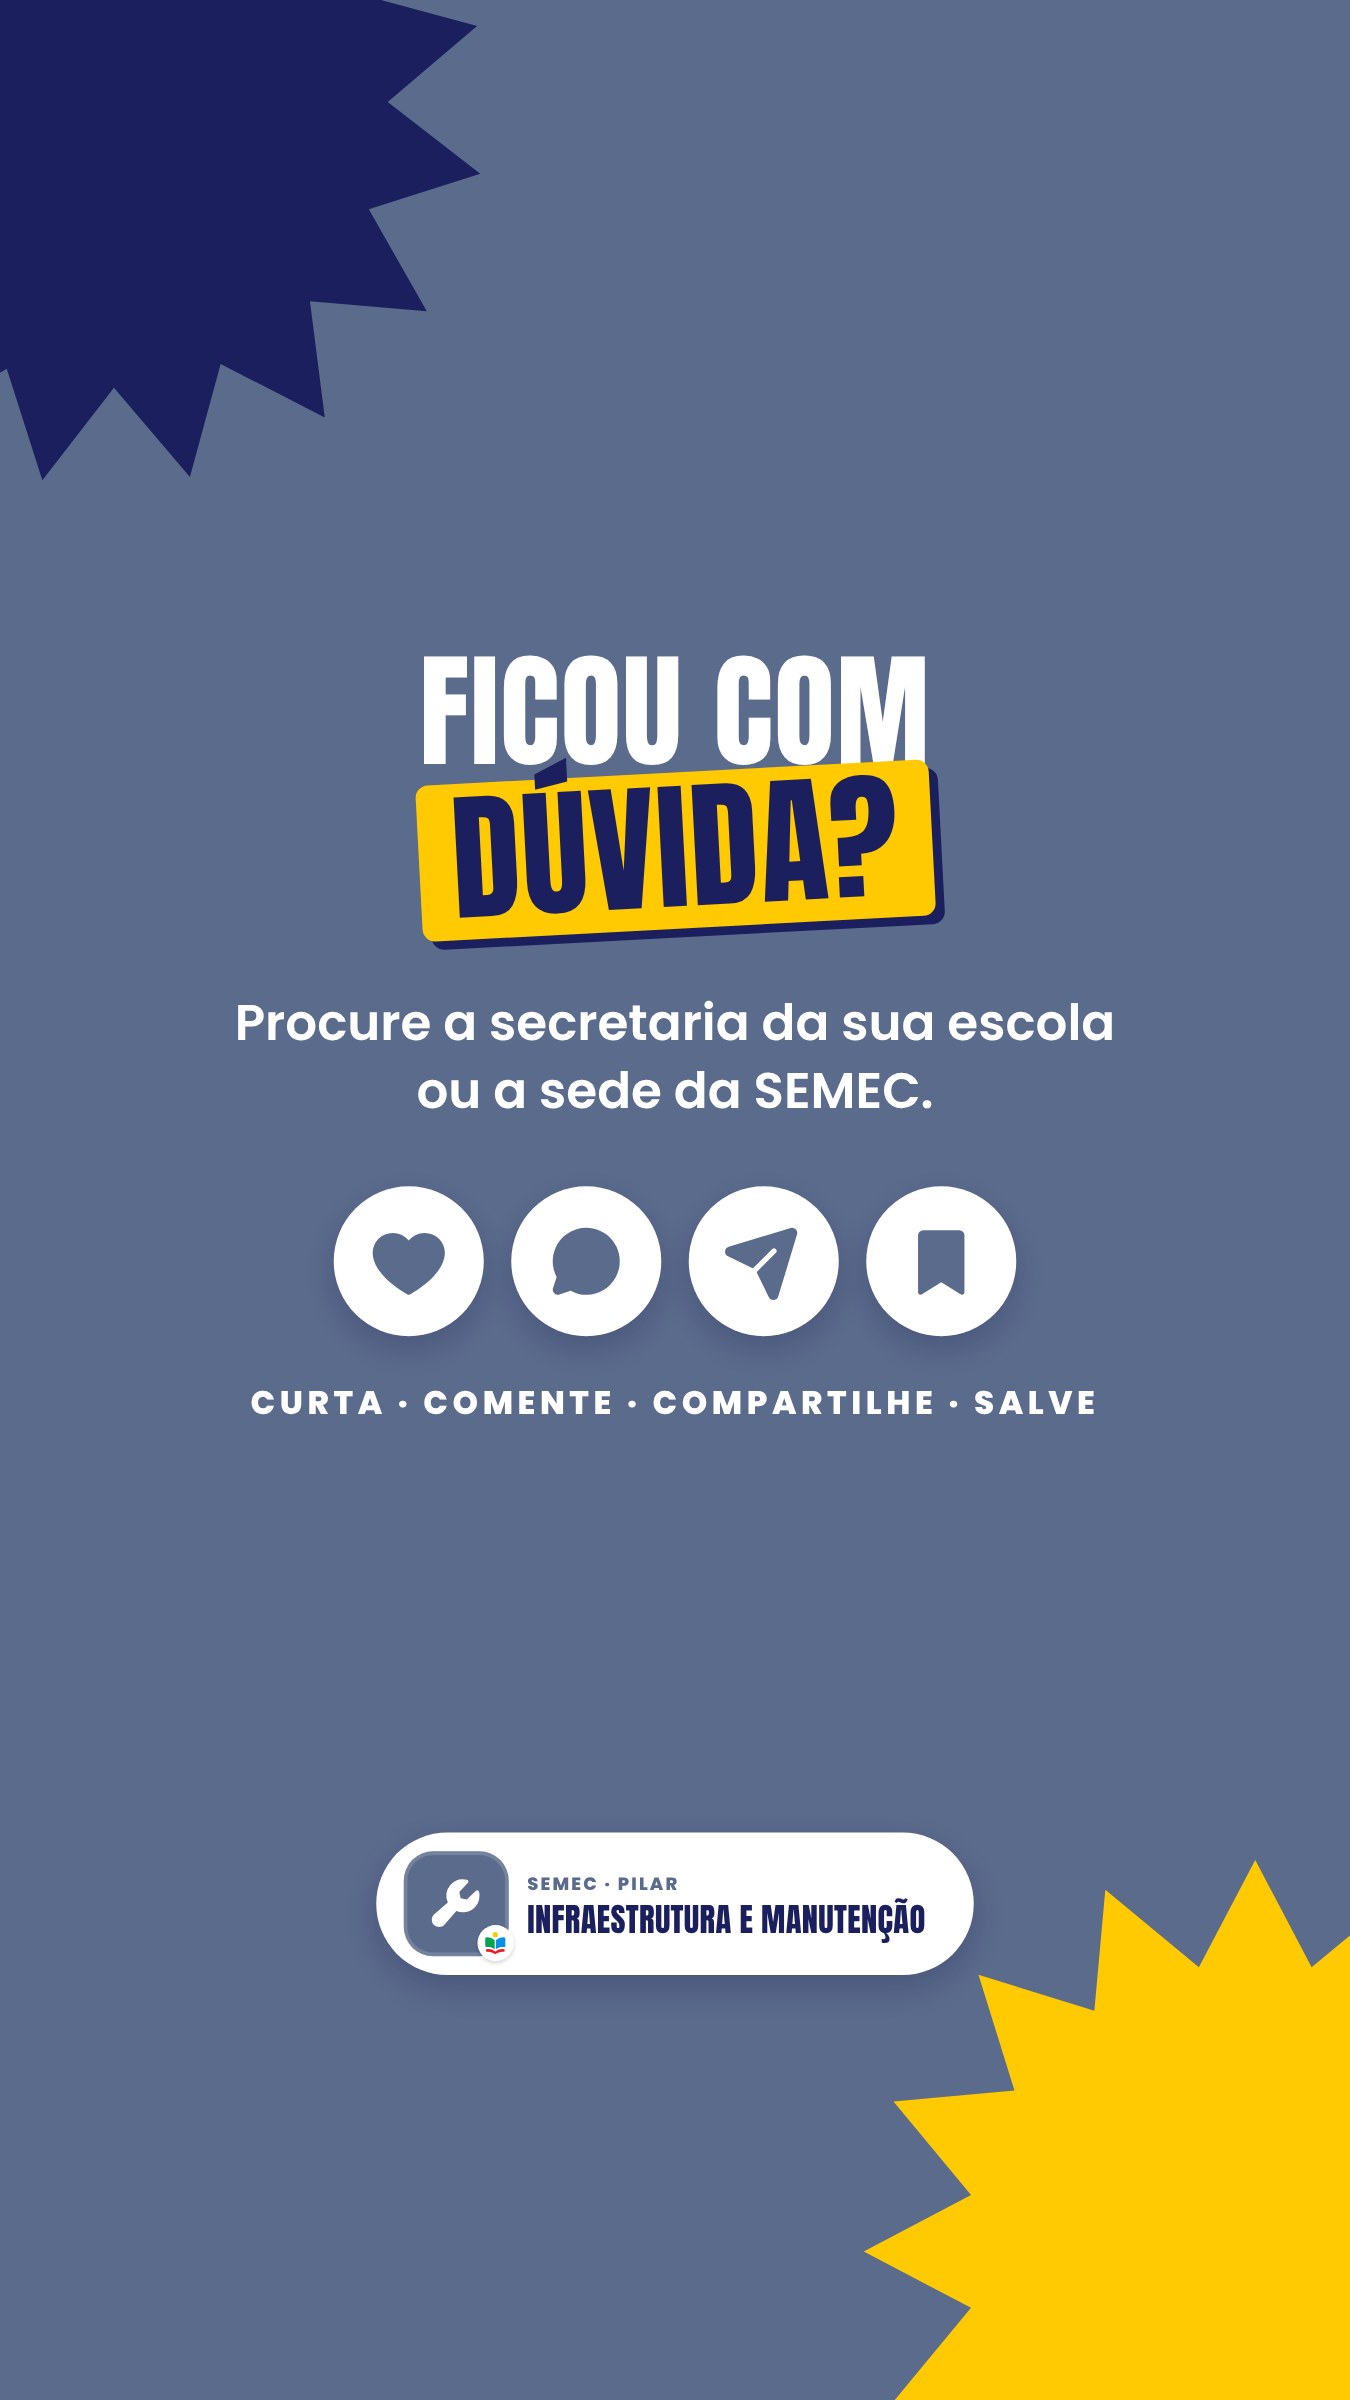 FICOU COM
DÚVIDA?
Procure a secretaria da sua escola
ou a sede da SEMEC.
CURTA · COMENTE · COMPARTILHE · SALVE
SEMEC · PILAR
INFRAESTRUTURA E MANUTENÇÃO